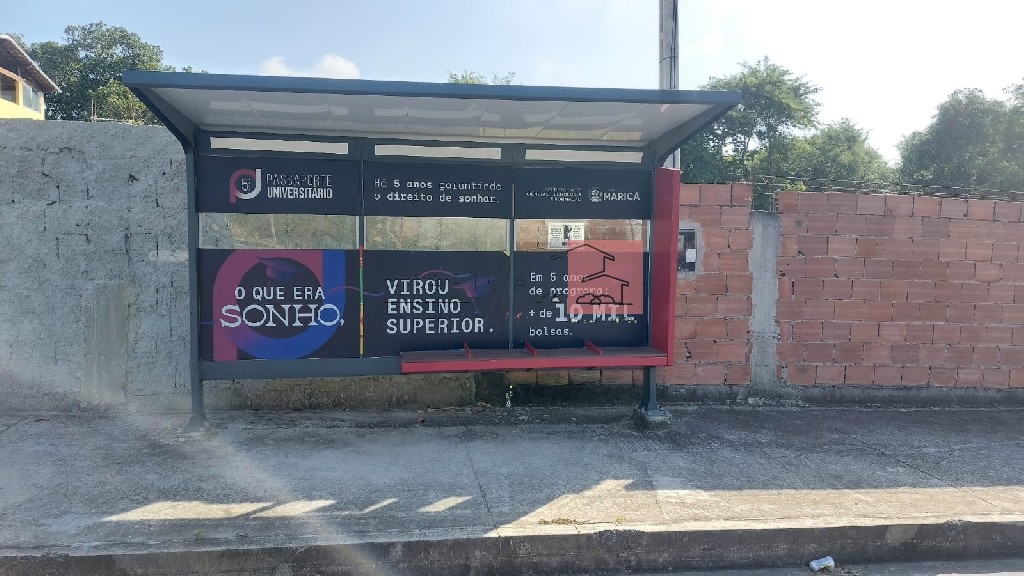 PASSAPORTE
UNIVERSITÁRIO
Há 5 anos garantindo
o direito de sonhar.
MARICÁ
O QUE ERA
SONHO,
VIROU
ENSINO
SUPERIOR.
Em 5 anos
de programa:
+ de 10 MIL
bolsas.